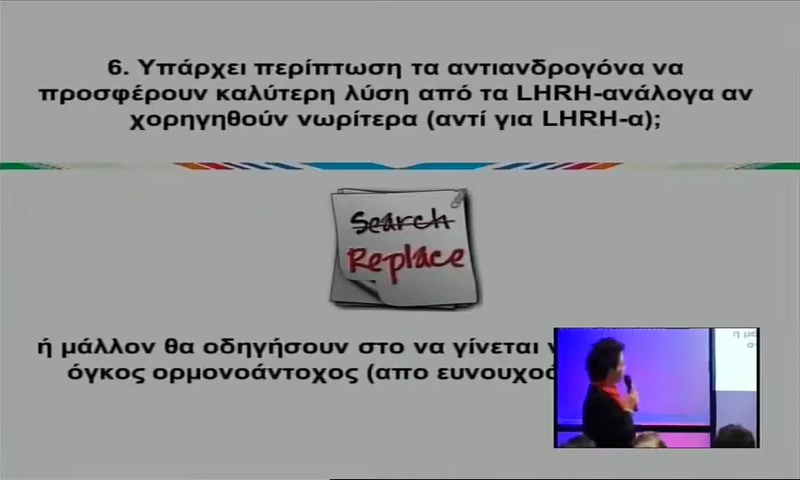 6. Υπάρχει περίπτωση τα αντιανδρογόνα να
προσφέρουν καλύτερη λύση από τα LHRH-ανάλογα αν
χορηγηθούν νωρίτερα (αντί για LHRH-α);
Search
Replace
ή μάλλον θα οδηγήσουν στο να γίνεται
όγκος ορμονοάντοχος (απο